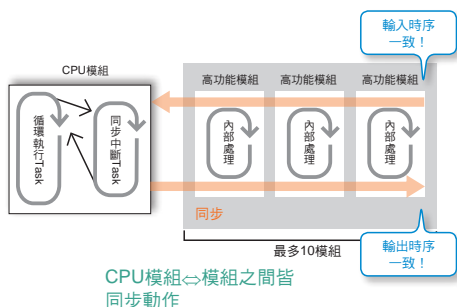 輸入時序
一致！
CPU模組
高功能模組
高功能模組
高功能模組
循環執行Task
同步中斷Task
內部處理
內部處理
內部處理
同步
最多10模組
輸出時序
一致！
CPU模組⇔模組之間皆
同步動作